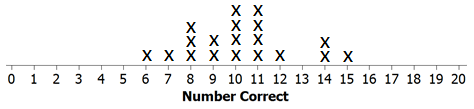 X X
X X X
X X X X X
X X X X X X X X X
0 1 2 3 4 5 6 7 8 9 10 11 12 13 14 15 16 17 18 19 20
Number Correct